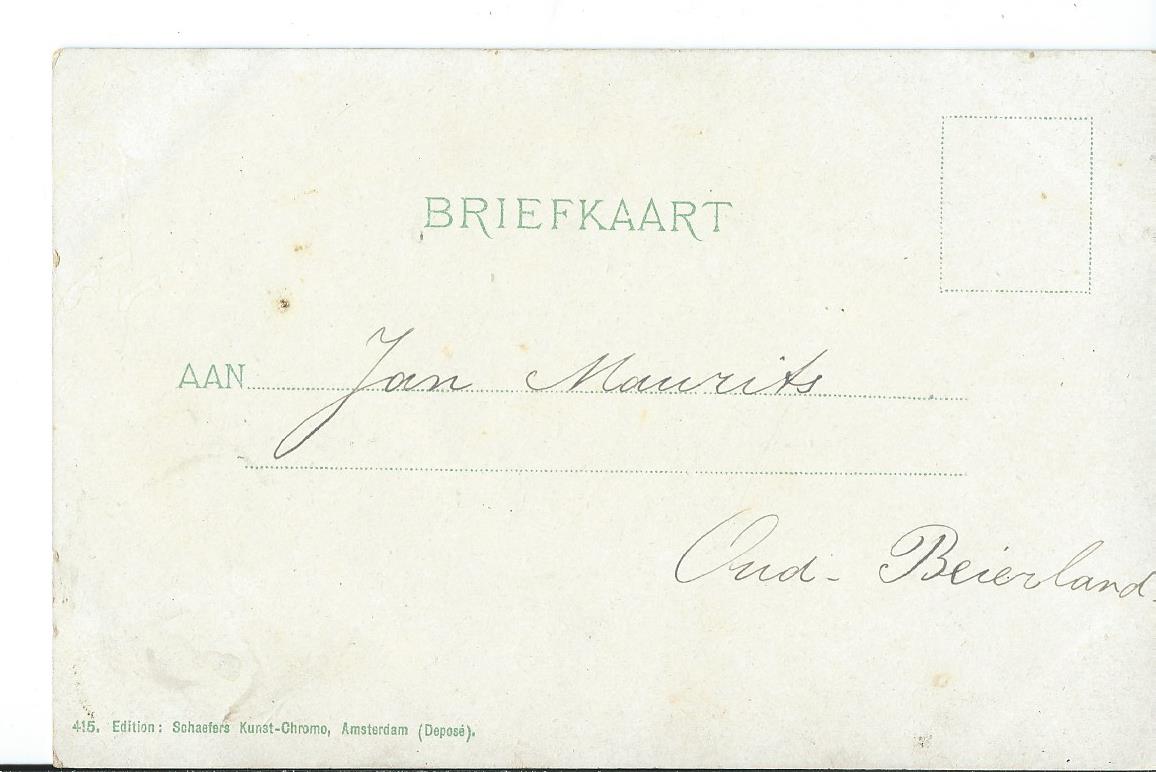 BRIEFKAART
AAN Jan Maurits
Oud-Beierland.
415. Edition: Schaefers Kunst-Chromo, Amsterdam (Deposé).